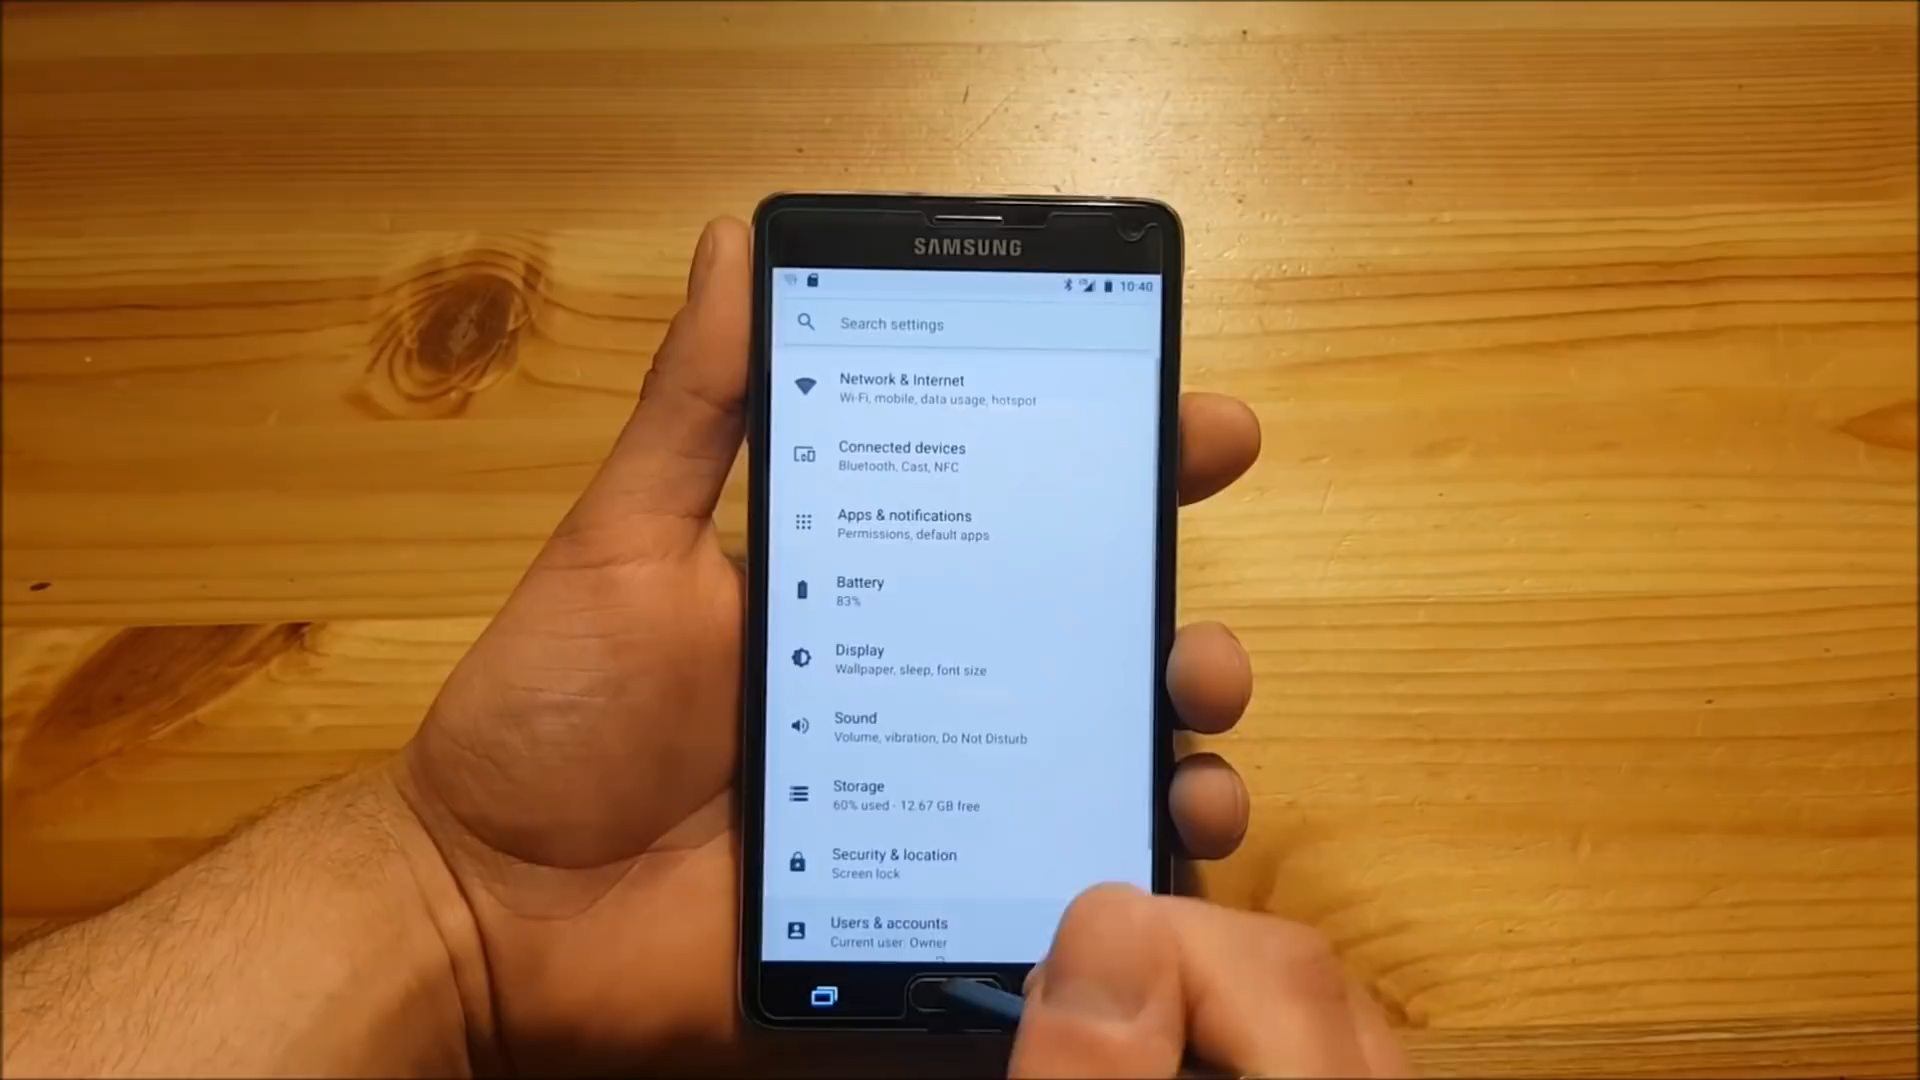 SAMSUNG
10:40
Search settings
Network & Internet
Wi-Fi, mobile, data usage, hotspot
Connected devices
Bluetooth, Cast, NFC
Apps & notifications
Permissions, default apps
Battery
83%
Display
Wallpaper, sleep, font size
Sound
Volume, vibration, Do Not Disturb
Storage
60% used - 12.67 GB free
Security & location
Screen lock
Users & accounts
Current user: Owner